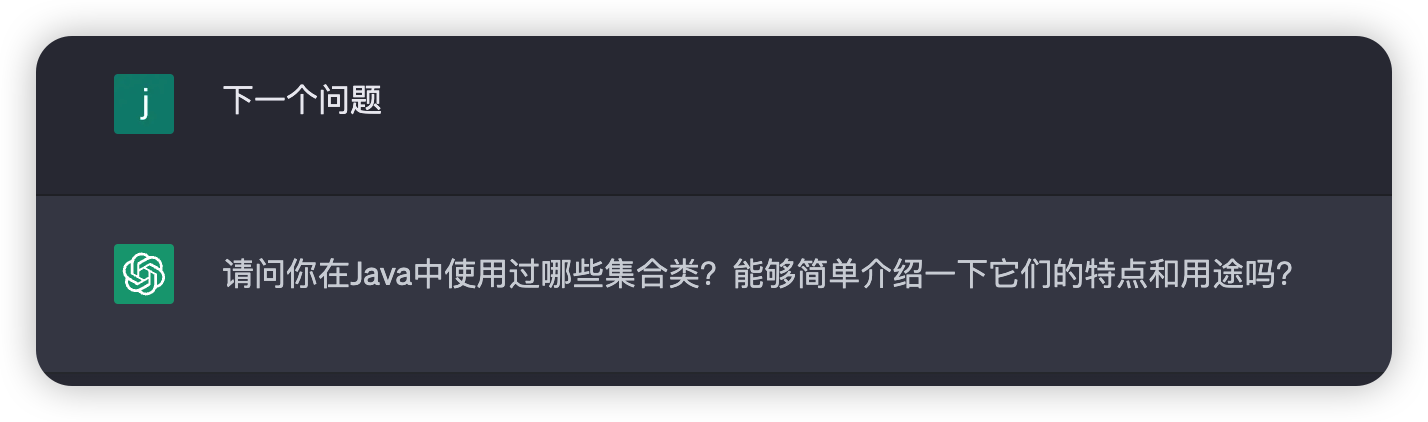 j
下一个问题
请问你在Java中使用过哪些集合类？能够简单介绍一下它们的特点和用途吗？